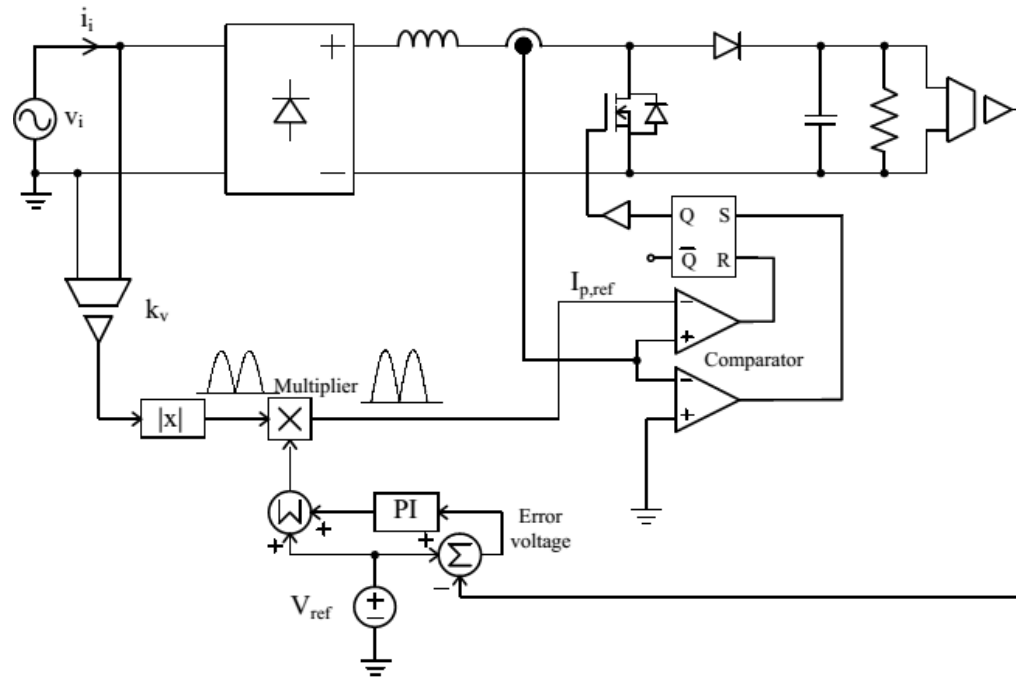 i_i
v_i
Q S
Q̅ R
I_p,ref
k_v
Comparator
Multiplier
|x|
PI
Error
voltage
Σ
Σ
V_ref